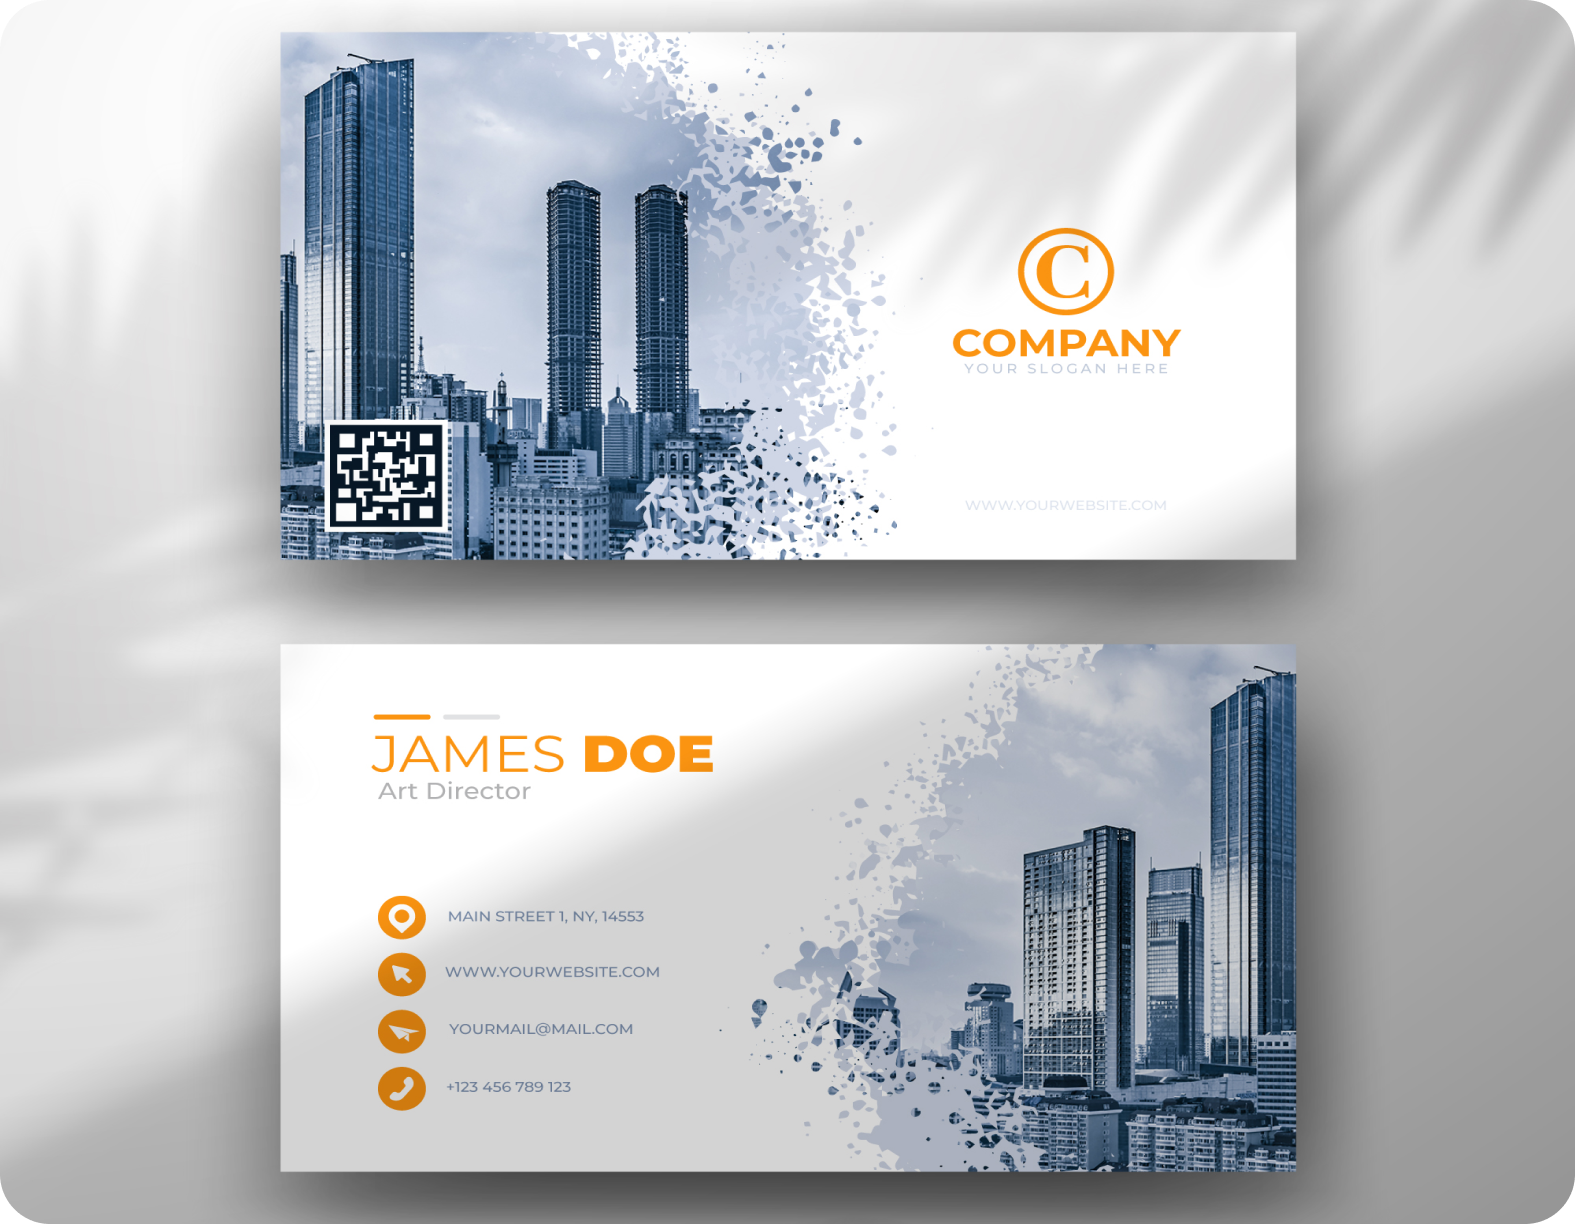 C
COMPANY
YOUR SLOGAN HERE
WWW.YOURWEBSITE.COM
JAMES DOE
Art Director
MAIN STREET 1, NY, 14553
WWW.YOURWEBSITE.COM
YOURMAIL@MAIL.COM
+123 456 789 123